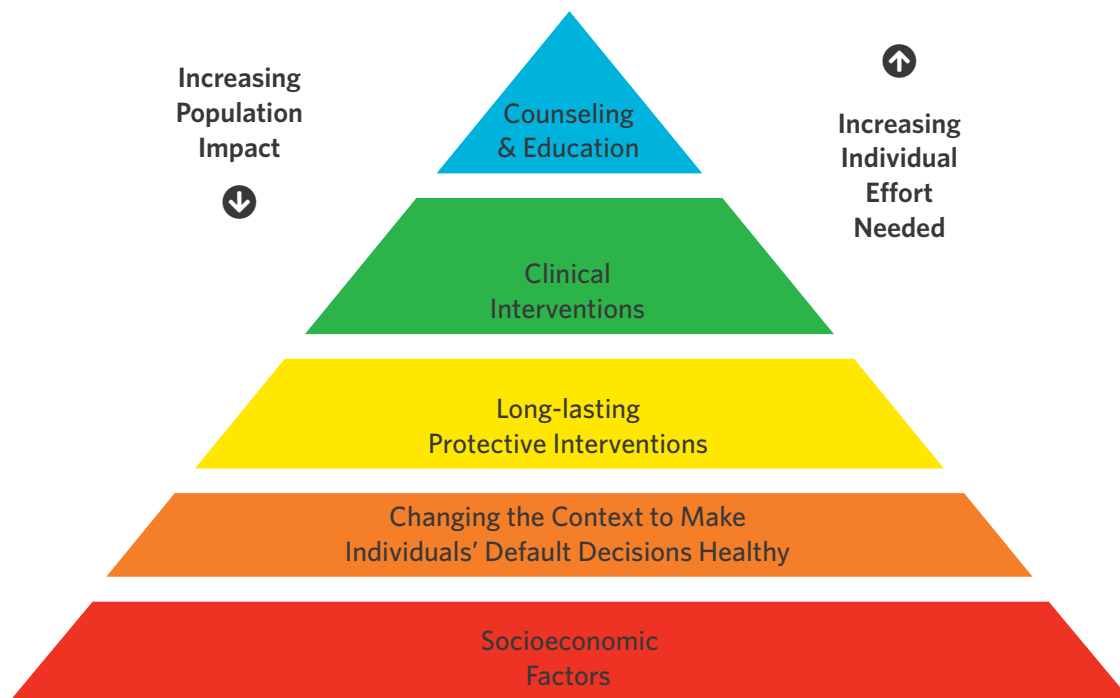 Increasing
Population
Impact
Increasing
Individual
Effort
Needed
Counseling
& Education
Clinical
Interventions
Long-lasting
Protective Interventions
Changing the Context to Make
Individuals’ Default Decisions Healthy
Socioeconomic
Factors